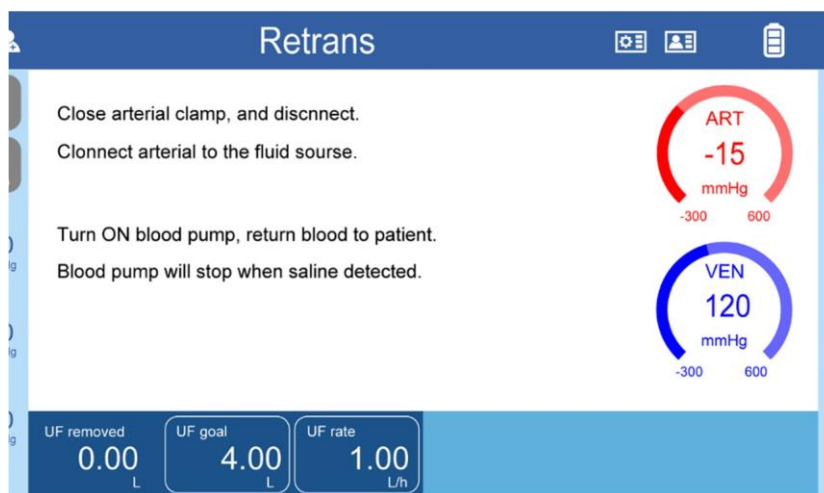 Retrans
Close arterial clamp, and discnnect.
Clonnect arterial to the fluid sourse.
Turn ON blood pump, return blood to patient.
Blood pump will stop when saline detected.
ART
-15
mmHg
-300 600
VEN
120
mmHg
-300 600
UF removed
0.00
L
UF goal
4.00
L
UF rate
1.00
L/h